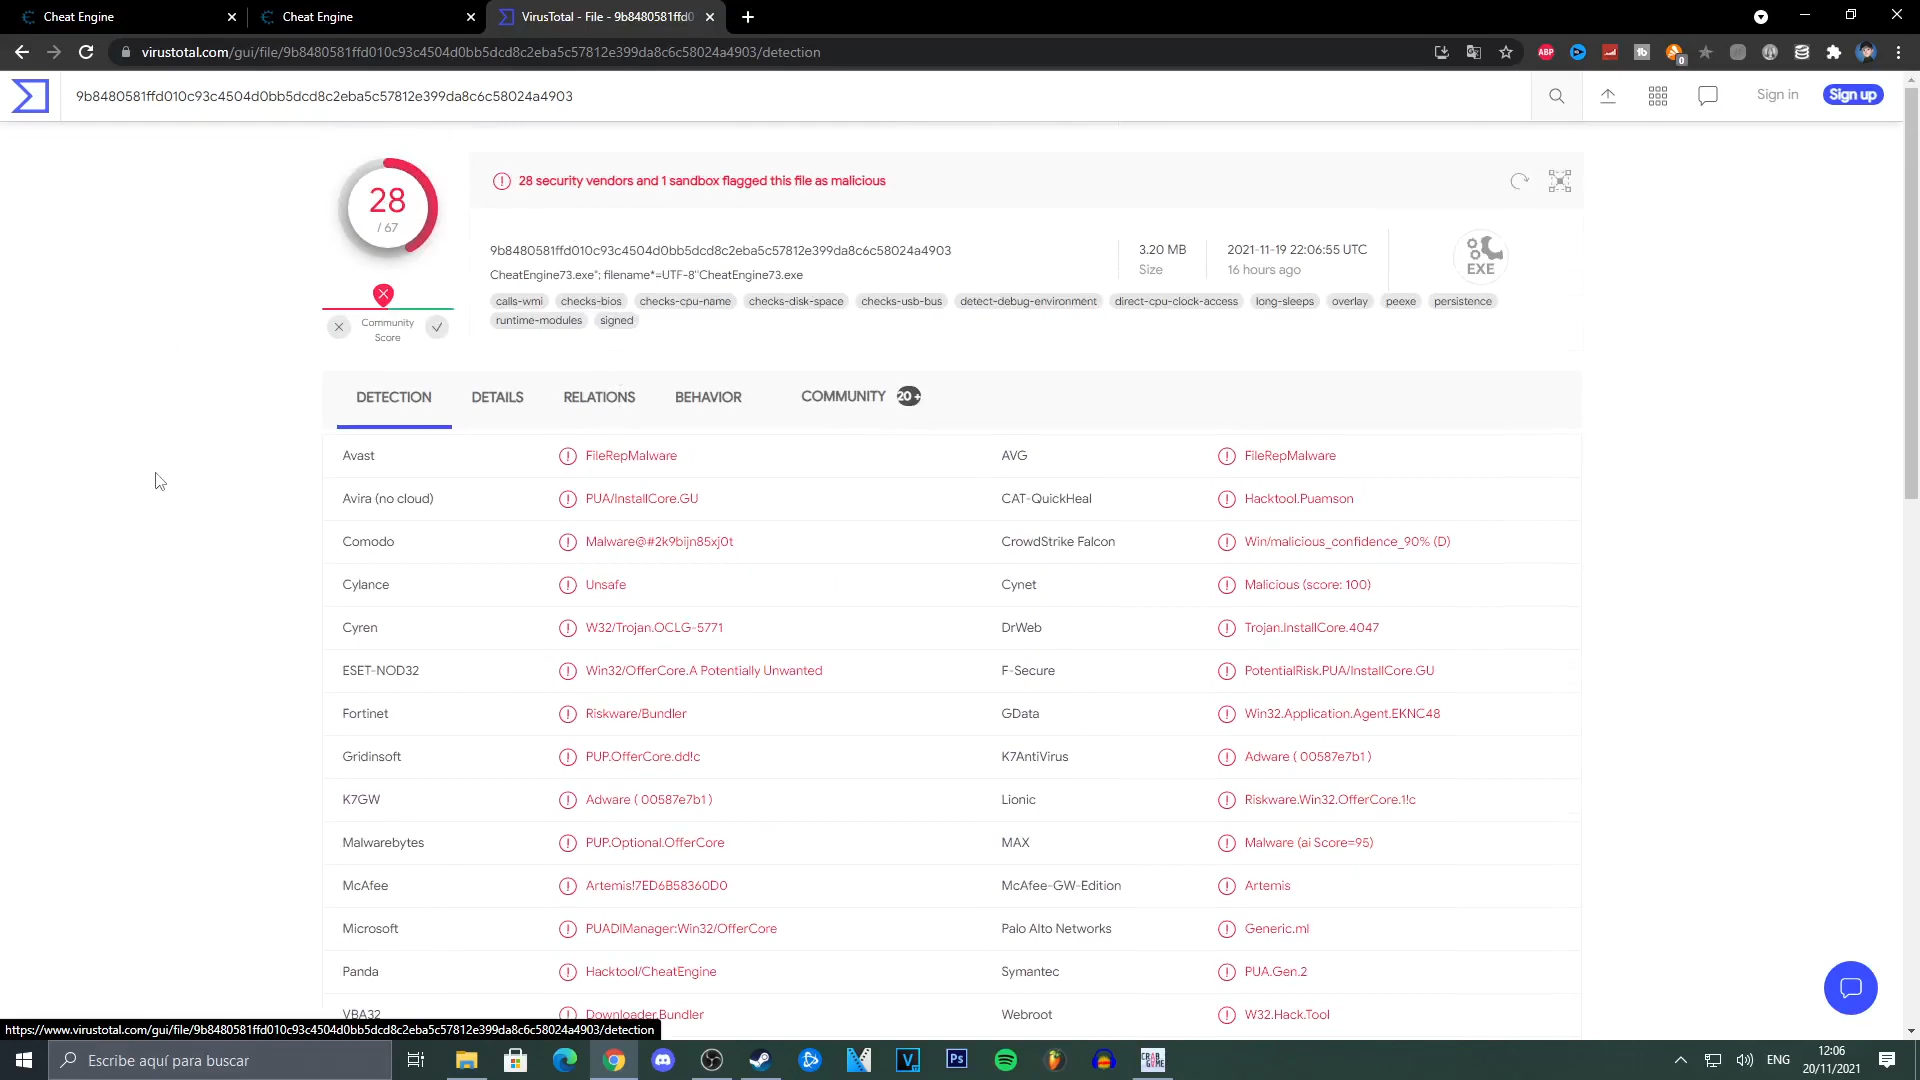 Cheat Engine
Cheat Engine
VirusTotal - File - 9b8480581ffd0
virustotal.com/gui/file/9b8480581ffd010c93c4504d0bb5dcd8c2eba5c57812e399da8c6c58024a4903/detection
ABP
0
9b8480581ffd010c93c4504d0bb5dcd8c2eba5c57812e399da8c6c58024a4903
Sign in
Sign up
28
/ 67
28 security vendors and 1 sandbox flagged this file as malicious
9b8480581ffd010c93c4504d0bb5dcd8c2eba5c57812e399da8c6c58024a4903
CheatEngine73.exe"; filename*=UTF-8''CheatEngine73.exe
3.20 MB
Size
2021-11-19 22:06:55 UTC
16 hours ago
EXE
calls-wmi checks-bios checks-cpu-name checks-disk-space checks-usb-bus detect-debug-environment direct-cpu-clock-access long-sleeps overlay peexe persistence
runtime-modules signed
Community
Score
DETECTION DETAILS RELATIONS BEHAVIOR COMMUNITY 20+
Avast FileRepMalware AVG FileRepMalware
Avira (no cloud) PUA/InstallCore.GU CAT-QuickHeal Hacktool.Puamson
Comodo Malware@#2k9bijn85xj0t CrowdStrike Falcon Win/malicious_confidence_90% (D)
Cylance Unsafe Cynet Malicious (score: 100)
Cyren W32/Trojan.OCLG-5771 DrWeb Trojan.InstallCore.4047
ESET-NOD32 Win32/OfferCore.A Potentially Unwanted F-Secure PotentialRisk.PUA/InstallCore.GU
Fortinet Riskware/Bundler GData Win32.Application.Agent.EKNC48
Gridinsoft PUP.OfferCore.dd!c K7AntiVirus Adware ( 00587e7b1 )
K7GW Adware ( 00587e7b1 ) Lionic Riskware.Win32.OfferCore.1!c
Malwarebytes PUP.Optional.OfferCore MAX Malware (ai Score=95)
McAfee Artemis!7ED6B58360D0 McAfee-GW-Edition Artemis
Microsoft PUADlManager:Win32/OfferCore Palo Alto Networks Generic.ml
Panda Hacktool/CheatEngine Symantec PUA.Gen.2
VBA32 Downloader.Bundler Webroot W32.Hack.Tool
https://www.virustotal.com/gui/file/9b8480581ffd010c93c4504d0bb5dcd8c2eba5c57812e399da8c6c58024a4903/detection
Escribe aquí para buscar
Ps
CRAB GAME
ENG
12:06
20/11/2021